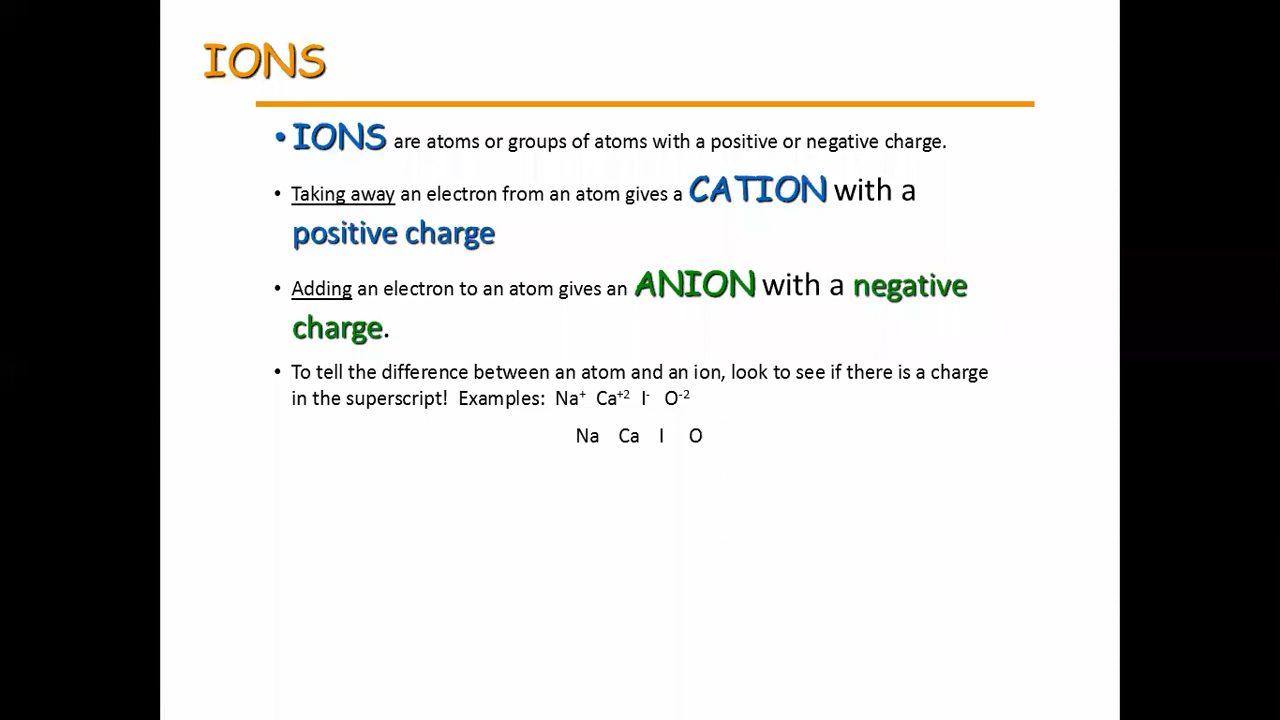 IONS
• IONS are atoms or groups of atoms with a positive or negative charge.
• Taking away an electron from an atom gives a CATION with a
positive charge
• Adding an electron to an atom gives an ANION with a negative
charge.
• To tell the difference between an atom and an ion, look to see if there is a charge
in the superscript! Examples: Na⁺ Ca⁺² I⁻ O⁻²
Na Ca I O